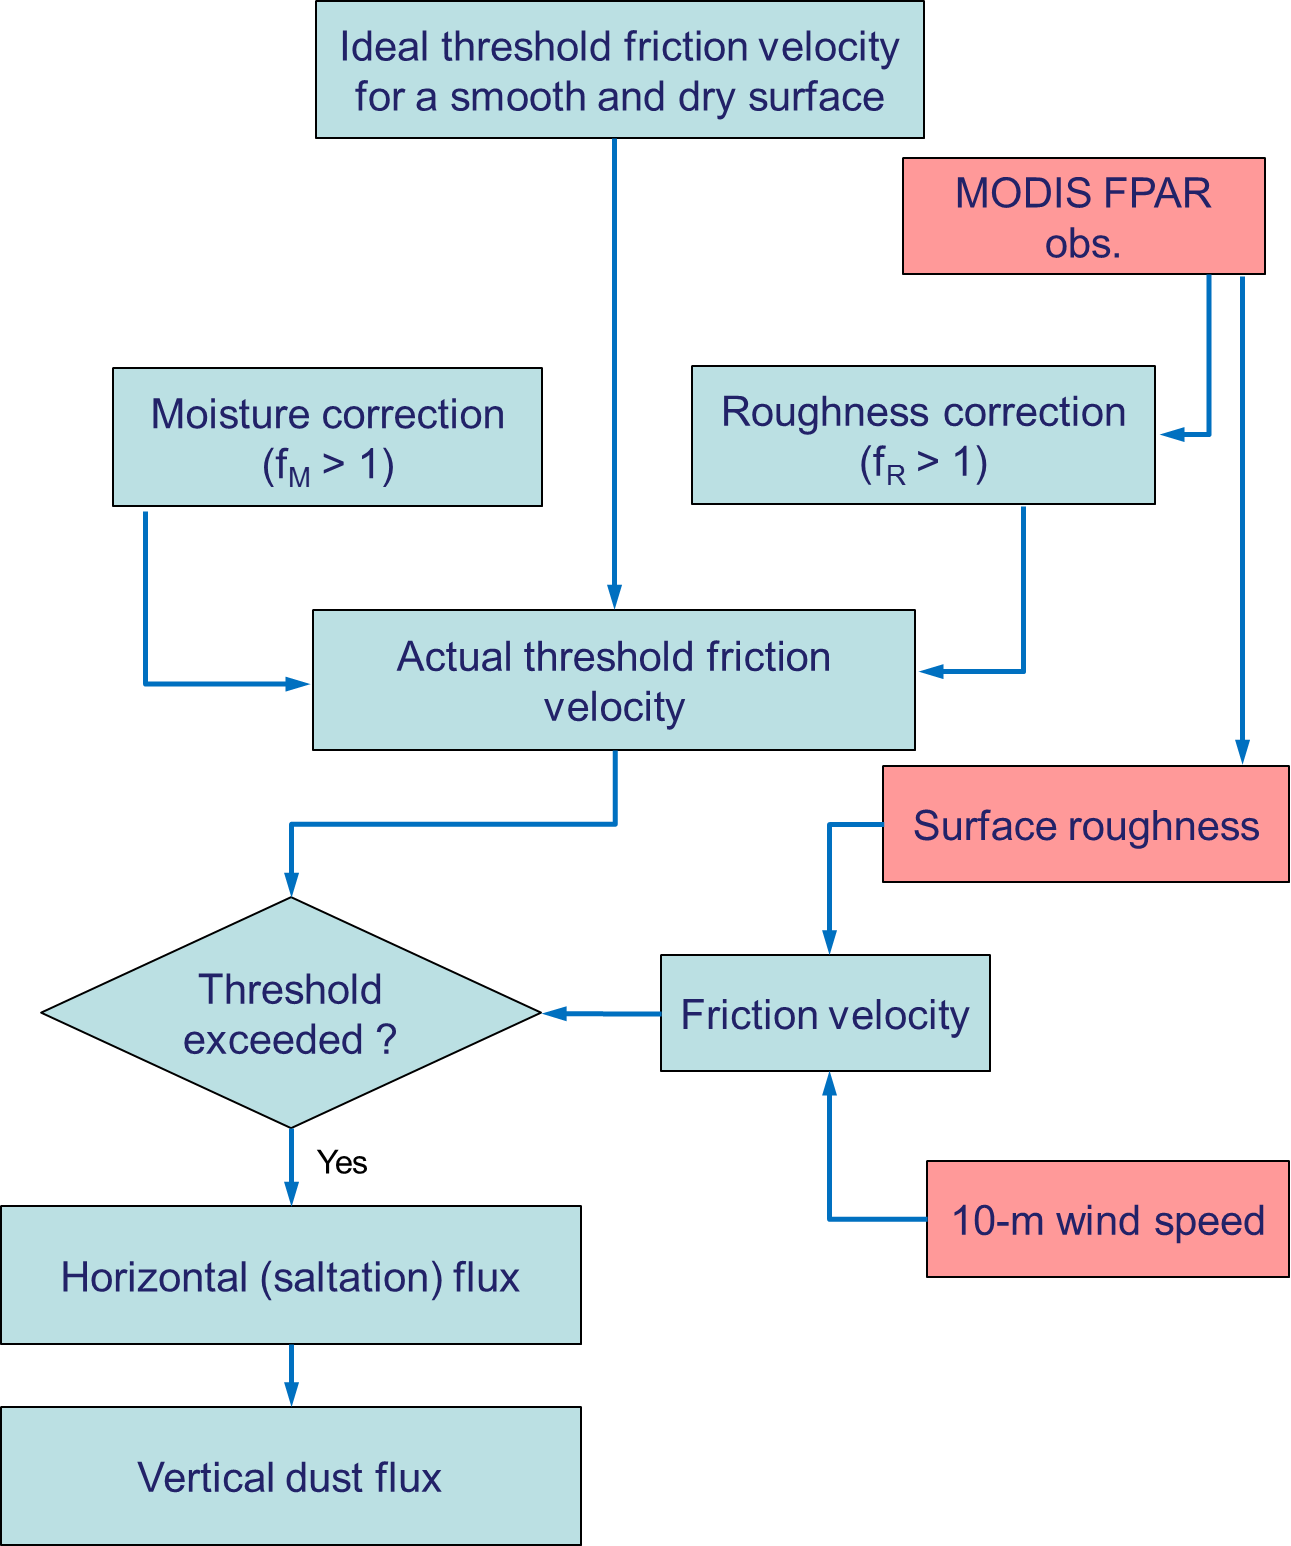 Ideal threshold friction velocity
for a smooth and dry surface
MODIS FPAR
obs.
Moisture correction
(fM > 1)
Roughness correction
(fR > 1)
Actual threshold friction
velocity
Surface roughness
Threshold
exceeded ?
Friction velocity
Yes
10-m wind speed
Horizontal (saltation) flux
Vertical dust flux